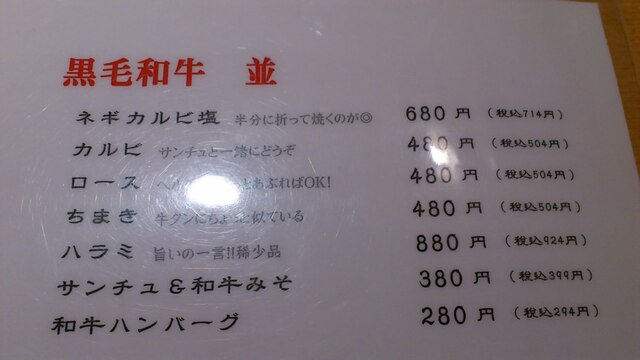 黒毛和牛 並
ネギカルビ塩 半分に折って焼くのが◎ 680円 (税込714円)
カルビ サンチュと一緒にどうぞ 480円 (税込504円)
ロース とあぶればOK! 480円 (税込504円)
ちまき 牛タンにちょっと似ている 480円 (税込504円)
ハラミ 旨いの一言!!稀少品 880円 (税込924円)
サンチュ&和牛みそ 380円 (税込399円)
和牛ハンバーグ 280円 (税込294円)